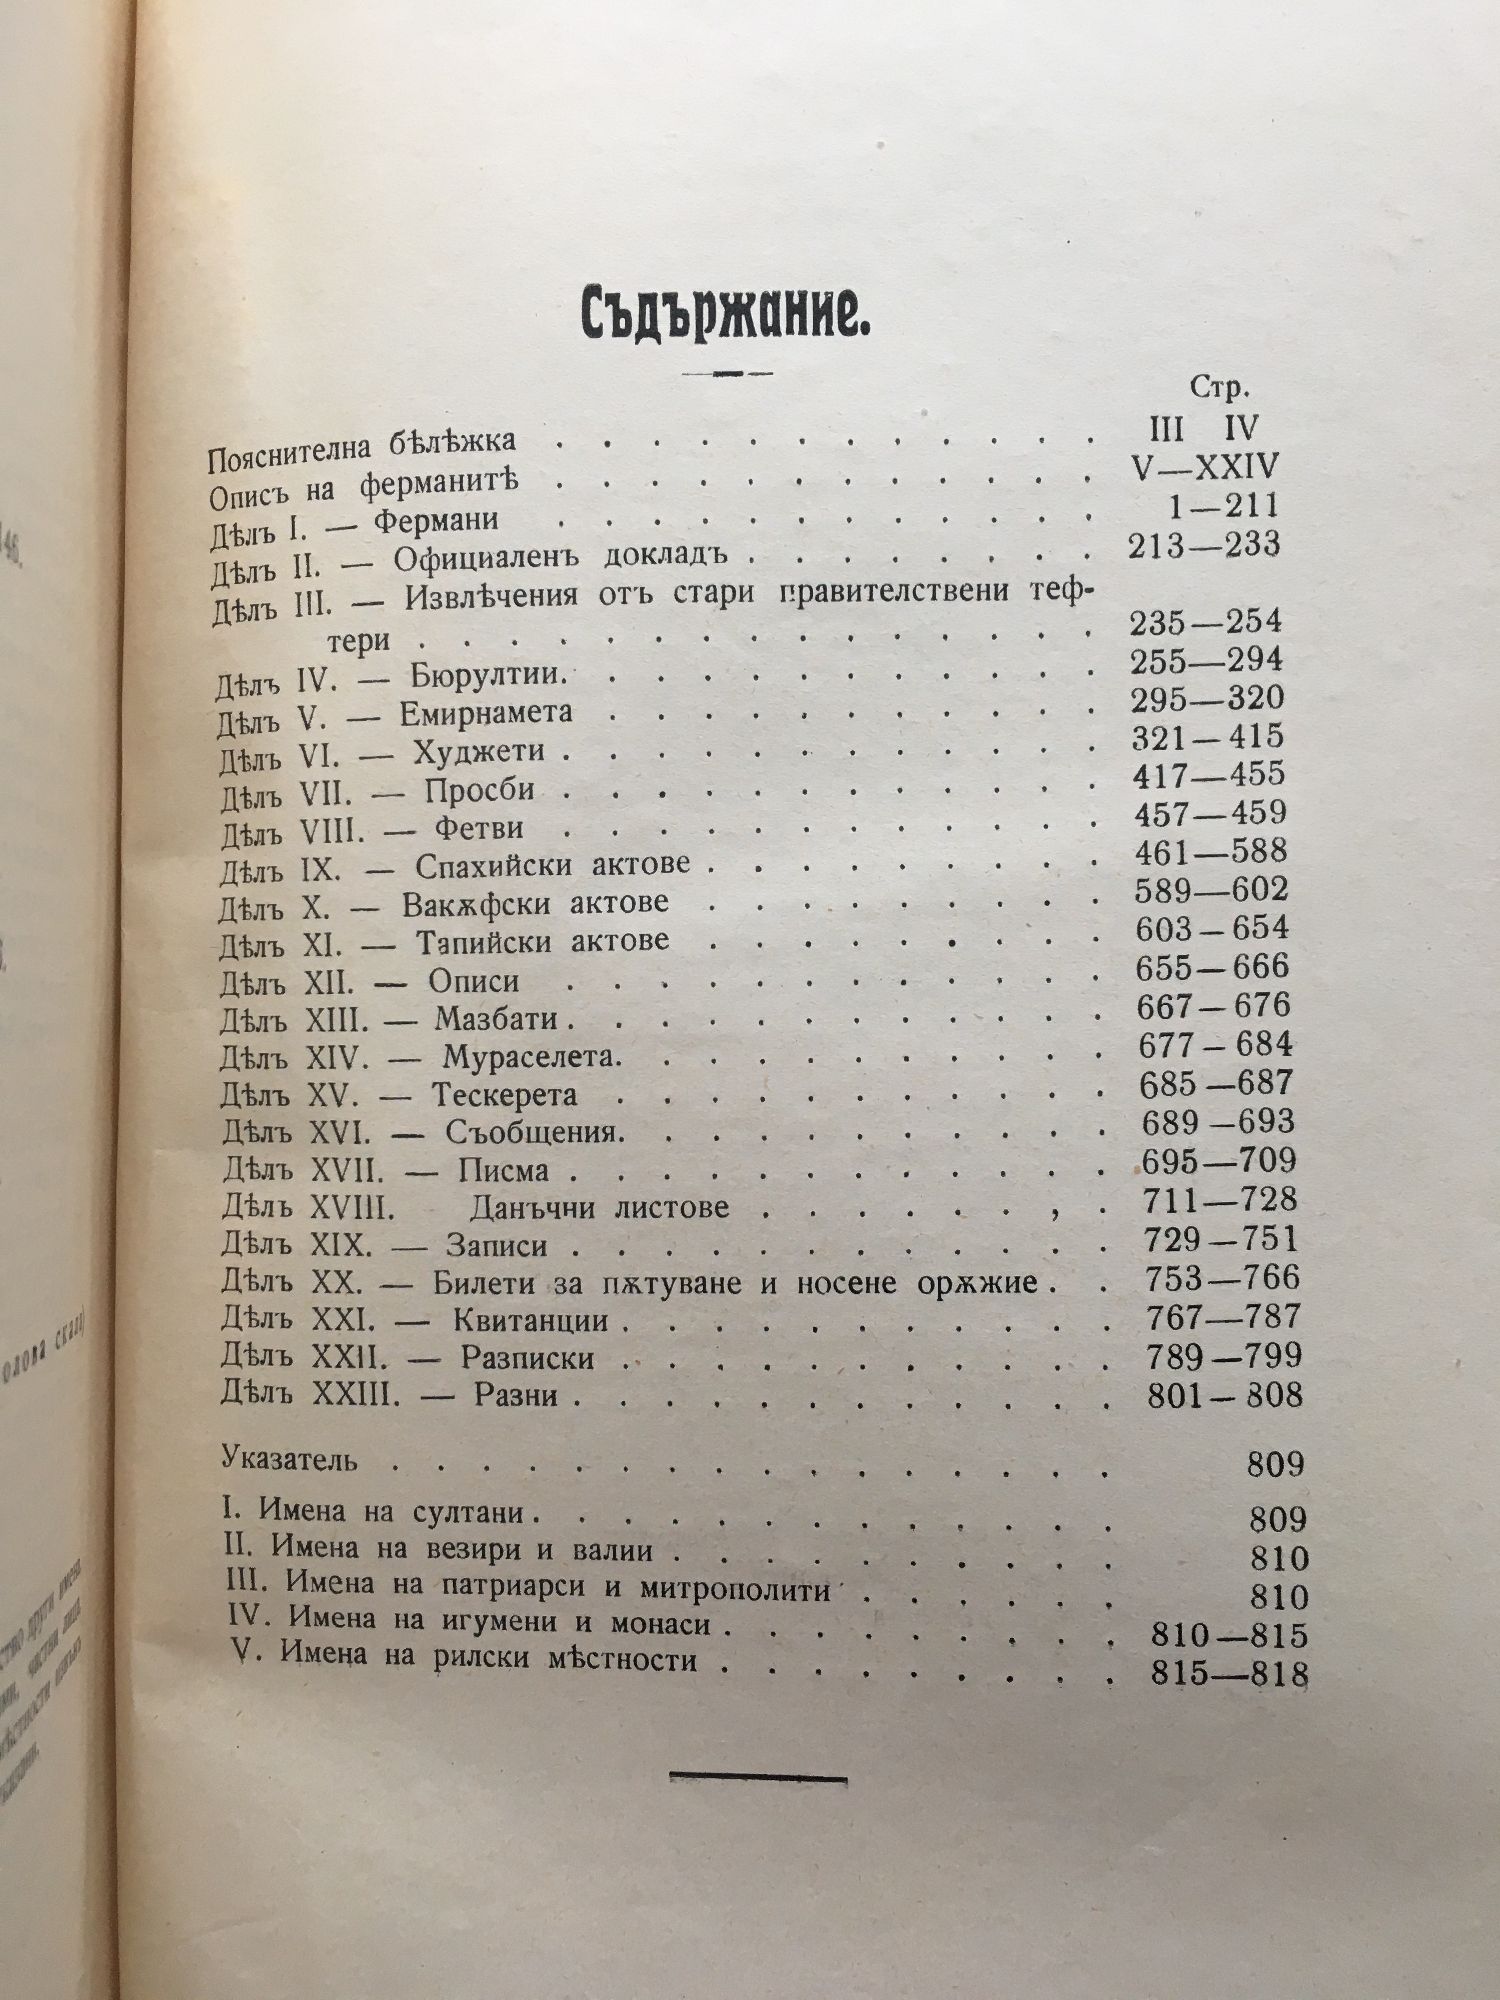 Съдържание.
Стр.
Пояснителна бѣлѣжка . . . . . . . . . . . . III IV
Описъ на ферманитѣ . . . . . . . . . . . . V—XXIV
Дѣлъ I. — Фермани . . . . . . . . . . . . 1—211
Дѣлъ II. — Официаленъ докладъ . . . . . . . . 213—233
Дѣлъ III. — Извлѣчения отъ стари правителствени теф-
тери . . . . . . . . . . . . . . . 235—254
Дѣлъ IV. — Бюрултии. . . . . . . . . . . . 255—294
Дѣлъ V. — Емирнамета . . . . . . . . . . . 295—320
Дѣлъ VI. — Худжети . . . . . . . . . . . . 321—415
Дѣлъ VII. — Просби . . . . . . . . . . . . 417—455
Дѣлъ VIII. — Фетви . . . . . . . . . . . . 457—459
Дѣлъ IX. — Спахийски актове . . . . . . . . . 461—588
Дѣлъ X. — Вакѫфски актове . . . . . . . . . 589—602
Дѣлъ XI. — Тапийски актове . . . . . . . . . 603—654
Дѣлъ XII. — Описи . . . . . . . . . . . . 655—666
Дѣлъ XIII. — Мазбати . . . . . . . . . . . . 667—676
Дѣлъ XIV. — Мураселета. . . . . . . . . . . 677—684
Дѣлъ XV. — Тескерета . . . . . . . . . . . 685—687
Дѣлъ XVI. — Съобщения. . . . . . . . . . . 689—693
Дѣлъ XVII. — Писма . . . . . . . . . . . . 695—709
Дѣлъ XVIII. Данъчни листове . . . . . . , . 711—728
Дѣлъ XIX. — Записи . . . . . . . . . . . . 729—751
Дѣлъ XX. — Билети за пѫтуване и носене орѫжие . . 753—766
Дѣлъ XXI. — Квитанции . . . . . . . . . . . 767—787
Дѣлъ XXII. — Разписки . . . . . . . . . . . 789—799
Дѣлъ XXIII. — Разни . . . . . . . . . . . . 801—808
Указатель . . . . . . . . . . . . . . . . 809
I. Имена на султани . . . . . . . . . . . . . 809
II. Имена на везири и валии . . . . . . . . . . 810
III. Имена на патриарси и митрополити . . . . . . 810
IV. Имена на игумени и монаси . . . . . . . . . 810—815
V. Имена на рилски мѣстности . . . . . . . . . 815—818